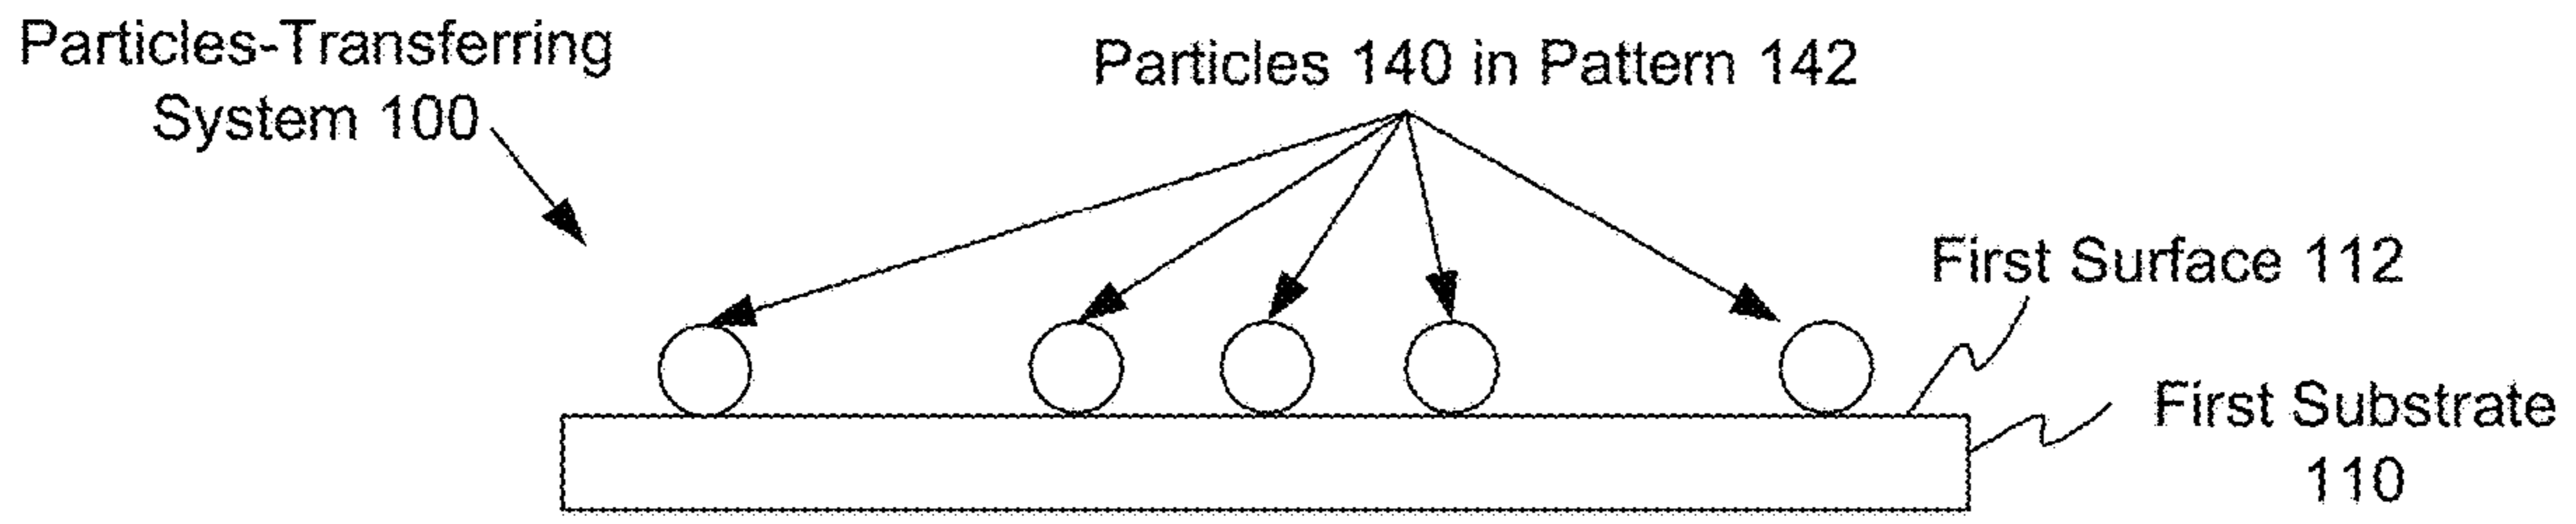 Particles-Transferring
System 100
Particles 140 in Pattern 142
First Surface 112
First Substrate
110